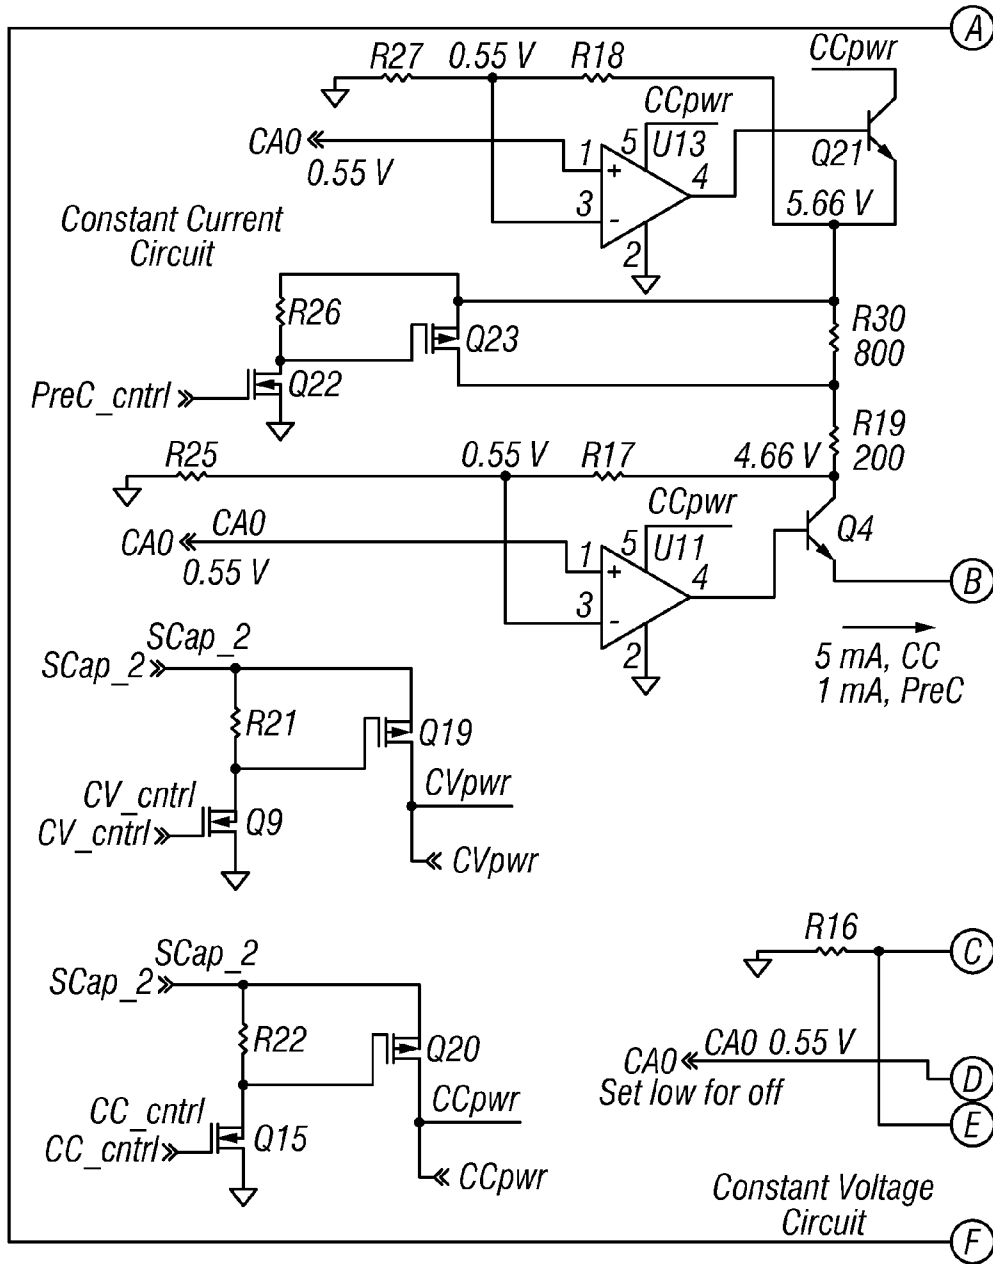 A
R27
0.55 V
R18
CCpwr
CCpwr
CA0
0.55 V
1
+
5
U13
4
Q21
3
-
2
5.66 V
Constant Current
Circuit
R26
Q23
R30
800
PreC_cntrl
Q22
R19
200
R25
0.55 V
R17
4.66 V
CCpwr
CA0
CA0
0.55 V
1
+
5
U11
4
Q4
3
-
2
B
5 mA, CC
1 mA, PreC
SCap_2
SCap_2
R21
Q19
CV_cntrl
CV_cntrl
Q9
CVpwr
CVpwr
SCap_2
SCap_2
R22
Q20
CC_cntrl
CC_cntrl
Q15
CCpwr
CCpwr
R16
C
CA0
CA0 0.55 V
Set low for off
D
E
Constant Voltage
Circuit
F